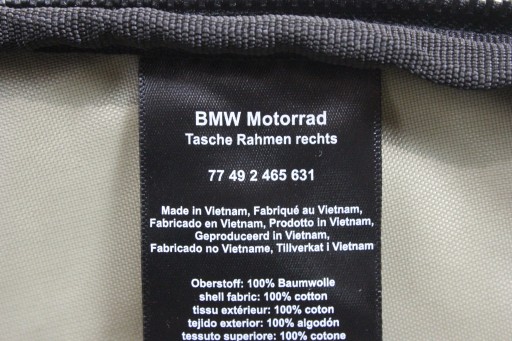 BMW Motorrad
Tasche Rahmen rechts
77 49 2 465 631
Made in Vietnam, Fabriqué au Vietnam,
Fabricado en Vietnam, Prodotto in Vietnam,
Geproduceerd in Vietnam,
Fabricado no Vietname, Tillverkat i Vietnam
Oberstoff: 100% Baumwolle
shell fabric: 100% cotton
tissu extérieur: 100% coton
tejido exterior: 100% algodón
tessuto superiore: 100% cotone